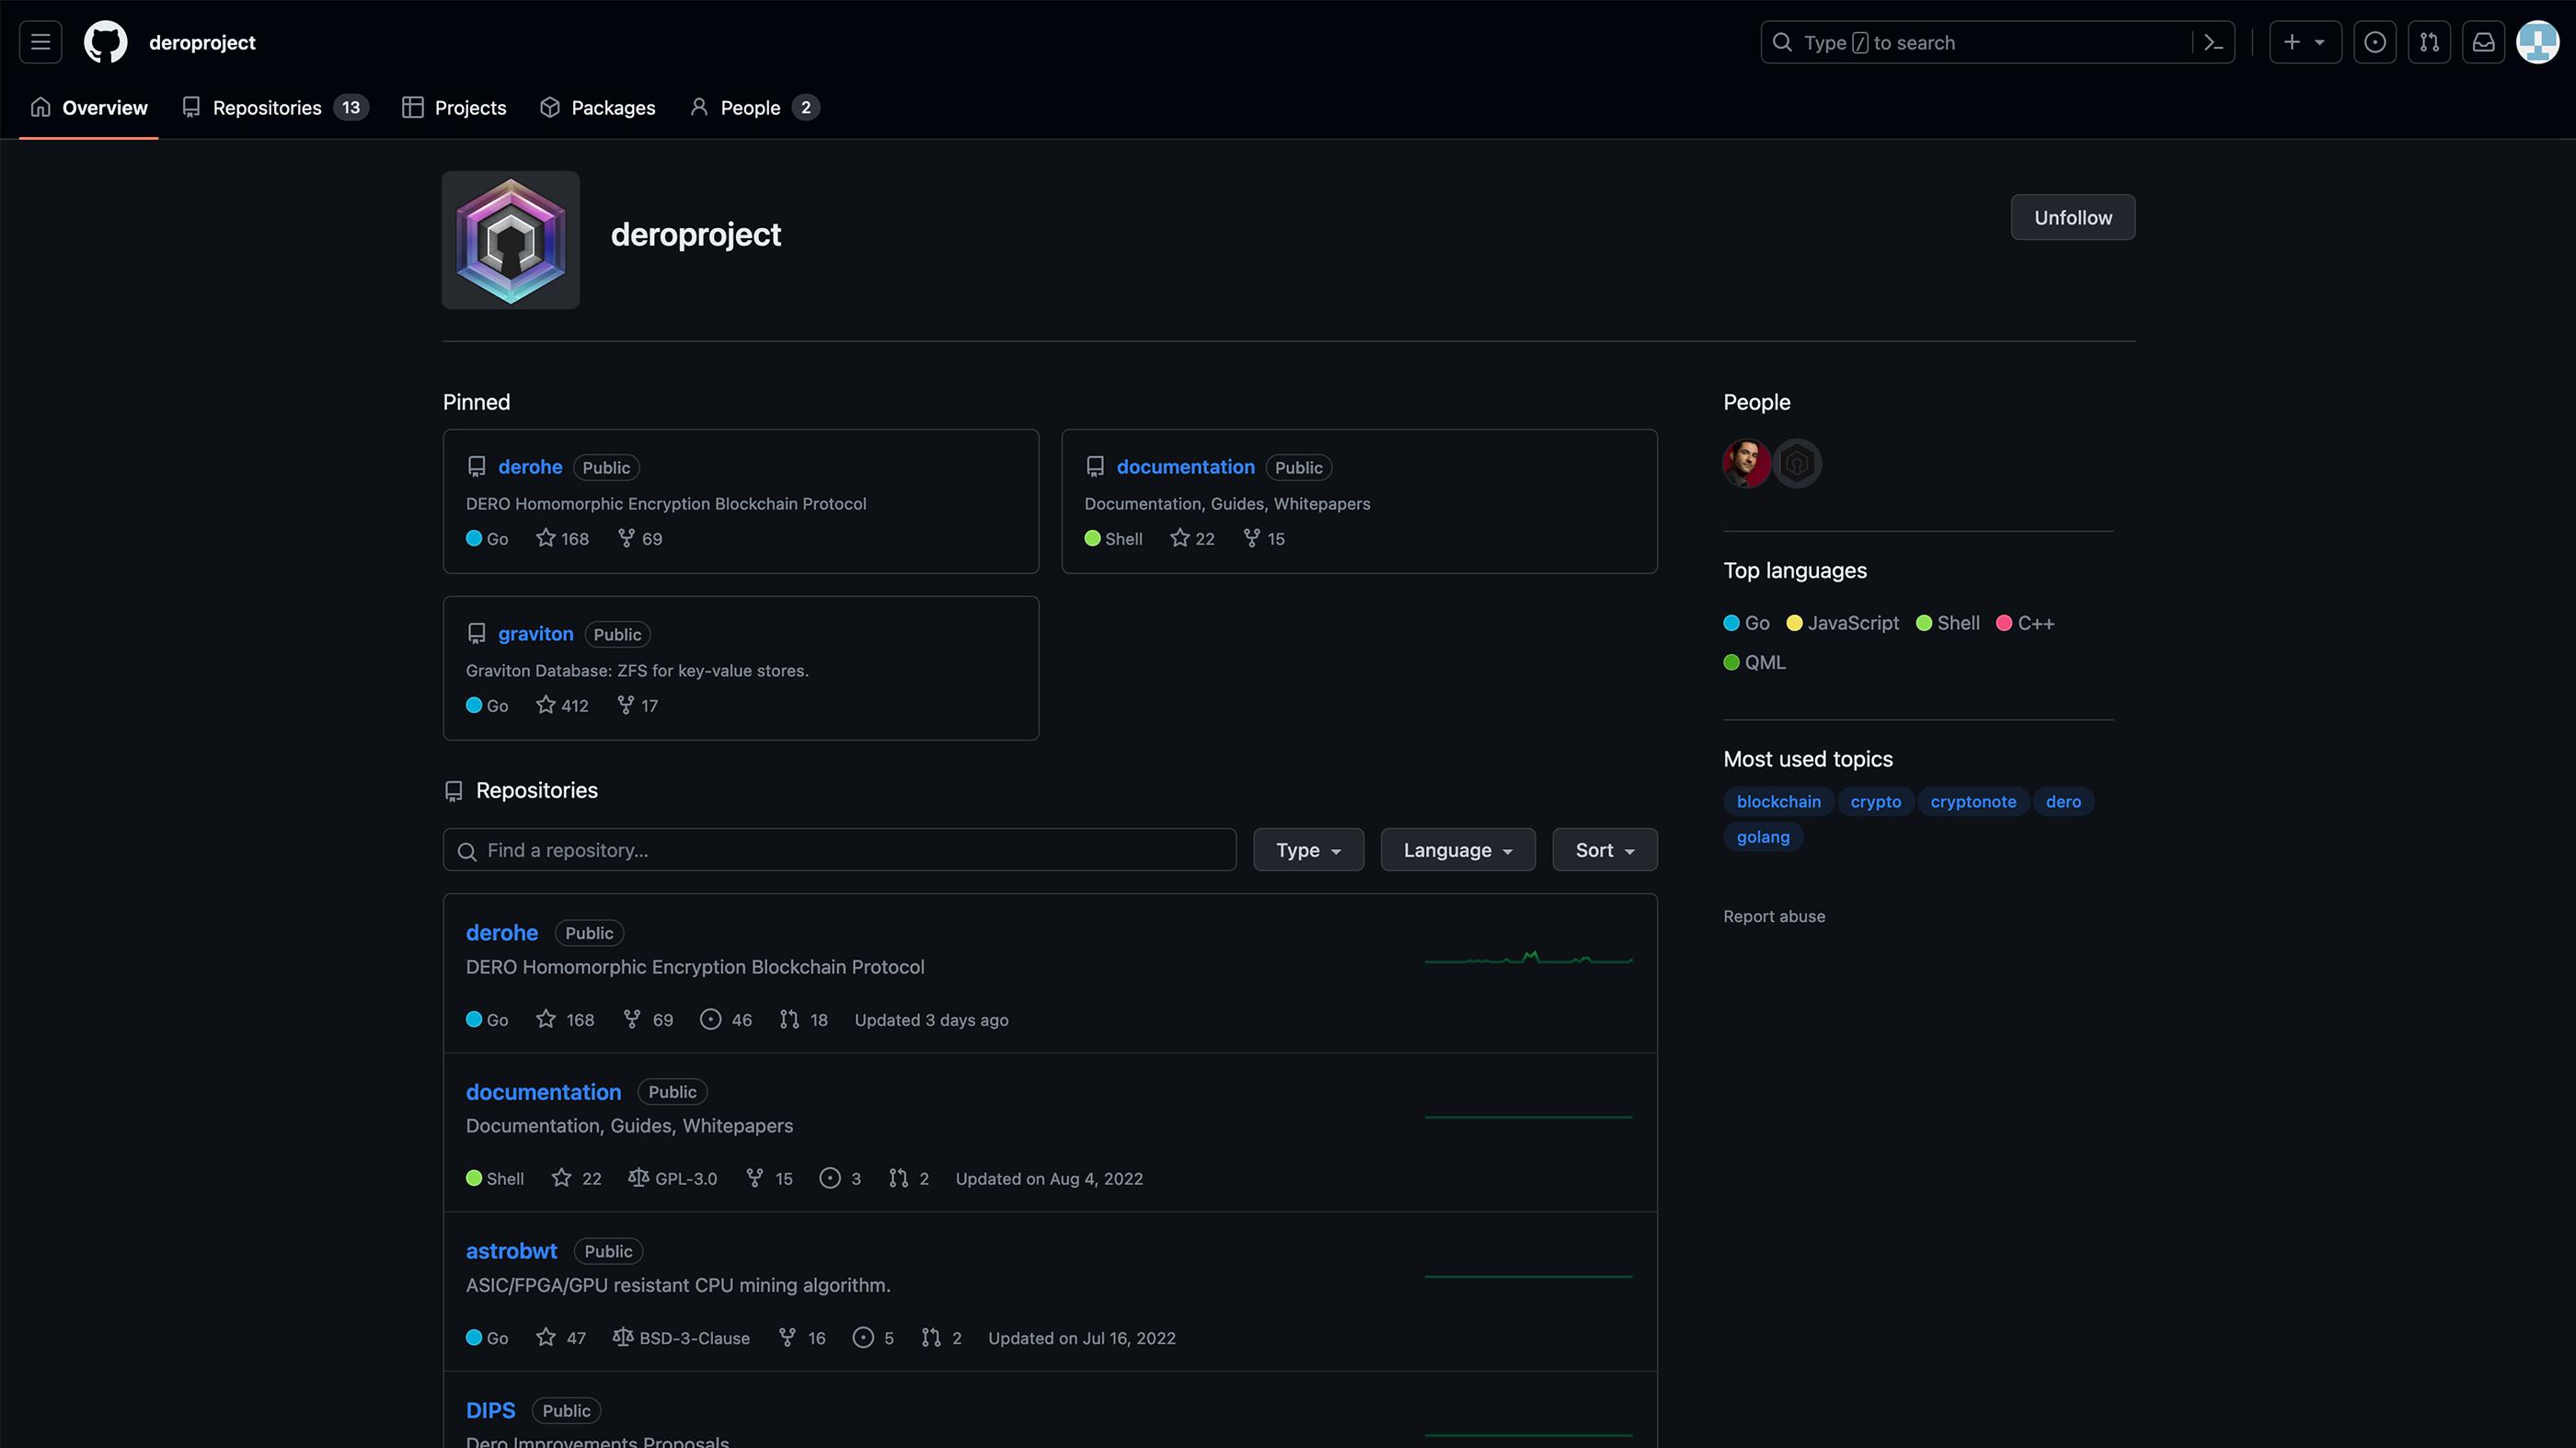 deroproject
Type / to search
Overview
Repositories 13
Projects
Packages
People 2
deroproject
Unfollow
Pinned
derohe Public
DERO Homomorphic Encryption Blockchain Protocol
Go 168 69
documentation Public
Documentation, Guides, Whitepapers
Shell 22 15
graviton Public
Graviton Database: ZFS for key-value stores.
Go 412 17
Repositories
Find a repository...
Type
Language
Sort
derohe Public
DERO Homomorphic Encryption Blockchain Protocol
Go 168 69 46 18 Updated 3 days ago
documentation Public
Documentation, Guides, Whitepapers
Shell 22 GPL-3.0 15 3 2 Updated on Aug 4, 2022
astrobwt Public
ASIC/FPGA/GPU resistant CPU mining algorithm.
Go 47 BSD-3-Clause 16 5 2 Updated on Jul 16, 2022
DIPS Public
Dero Improvements Proposals
People
Top languages
Go JavaScript Shell C++
QML
Most used topics
blockchain crypto cryptonote dero
golang
Report abuse